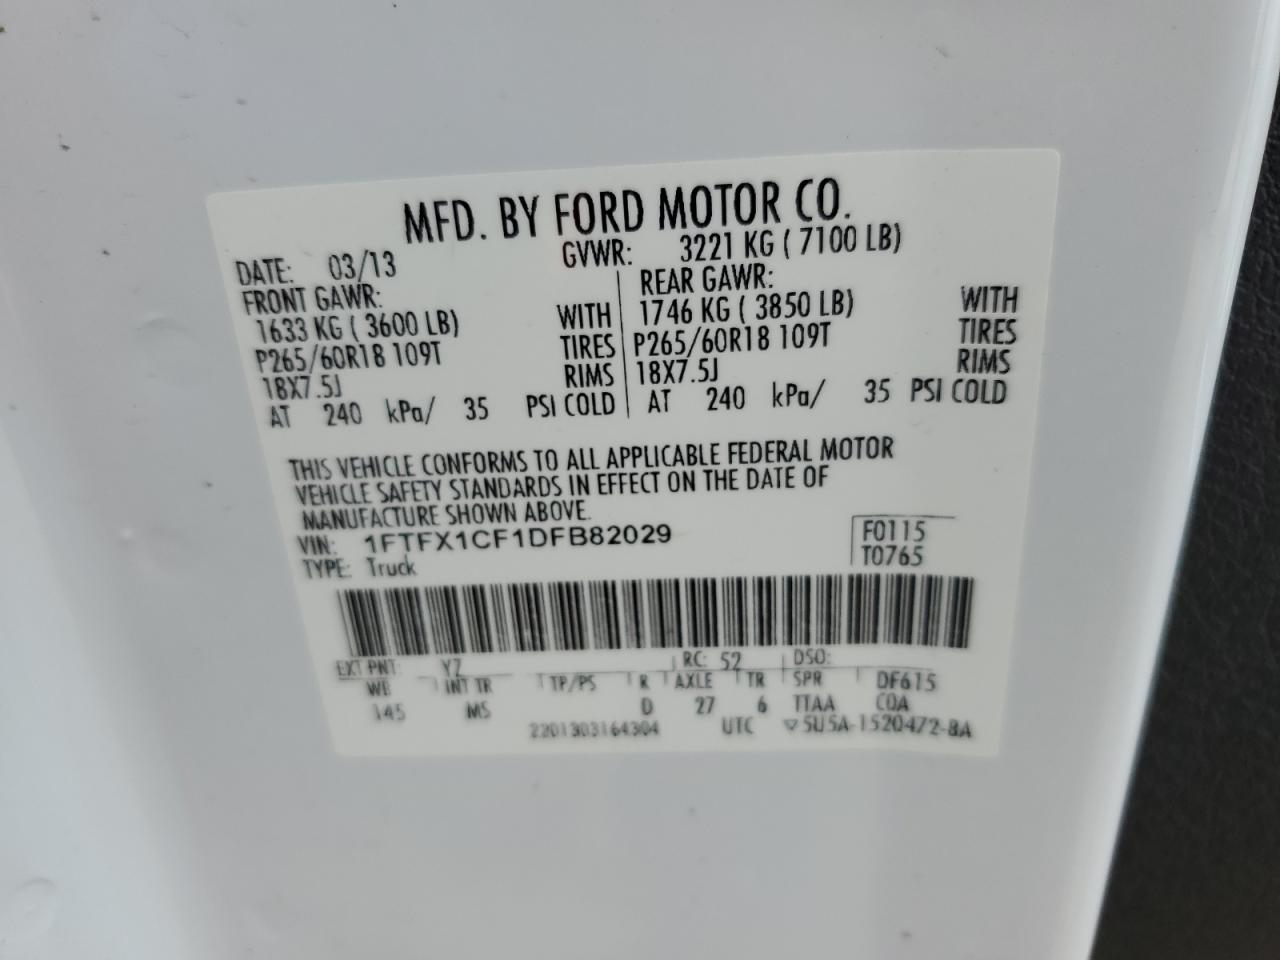 MFD. BY FORD MOTOR CO.
DATE: 03/13 GVWR: 3221 KG ( 7100 LB)
FRONT GAWR: REAR GAWR:
1633 KG ( 3600 LB) WITH 1746 KG ( 3850 LB) WITH
P265/60R18 109T TIRES P265/60R18 109T TIRES
18X7.5J RIMS 18X7.5J RIMS
AT 240 kPa/ 35 PSI COLD AT 240 kPa/ 35 PSI COLD
THIS VEHICLE CONFORMS TO ALL APPLICABLE FEDERAL MOTOR
VEHICLE SAFETY STANDARDS IN EFFECT ON THE DATE OF
MANUFACTURE SHOWN ABOVE.
VIN: 1FTFX1CF1DFB82029 F0115
TYPE: Truck T0765
EXT PNT: YZ RC: 52 DSO:
WB INT TR TP/PS R AXLE TR SPR DF615
145 MS D 27 6 TTAA COA
2201303164304 UTC ▽5U5A-1520472-BA